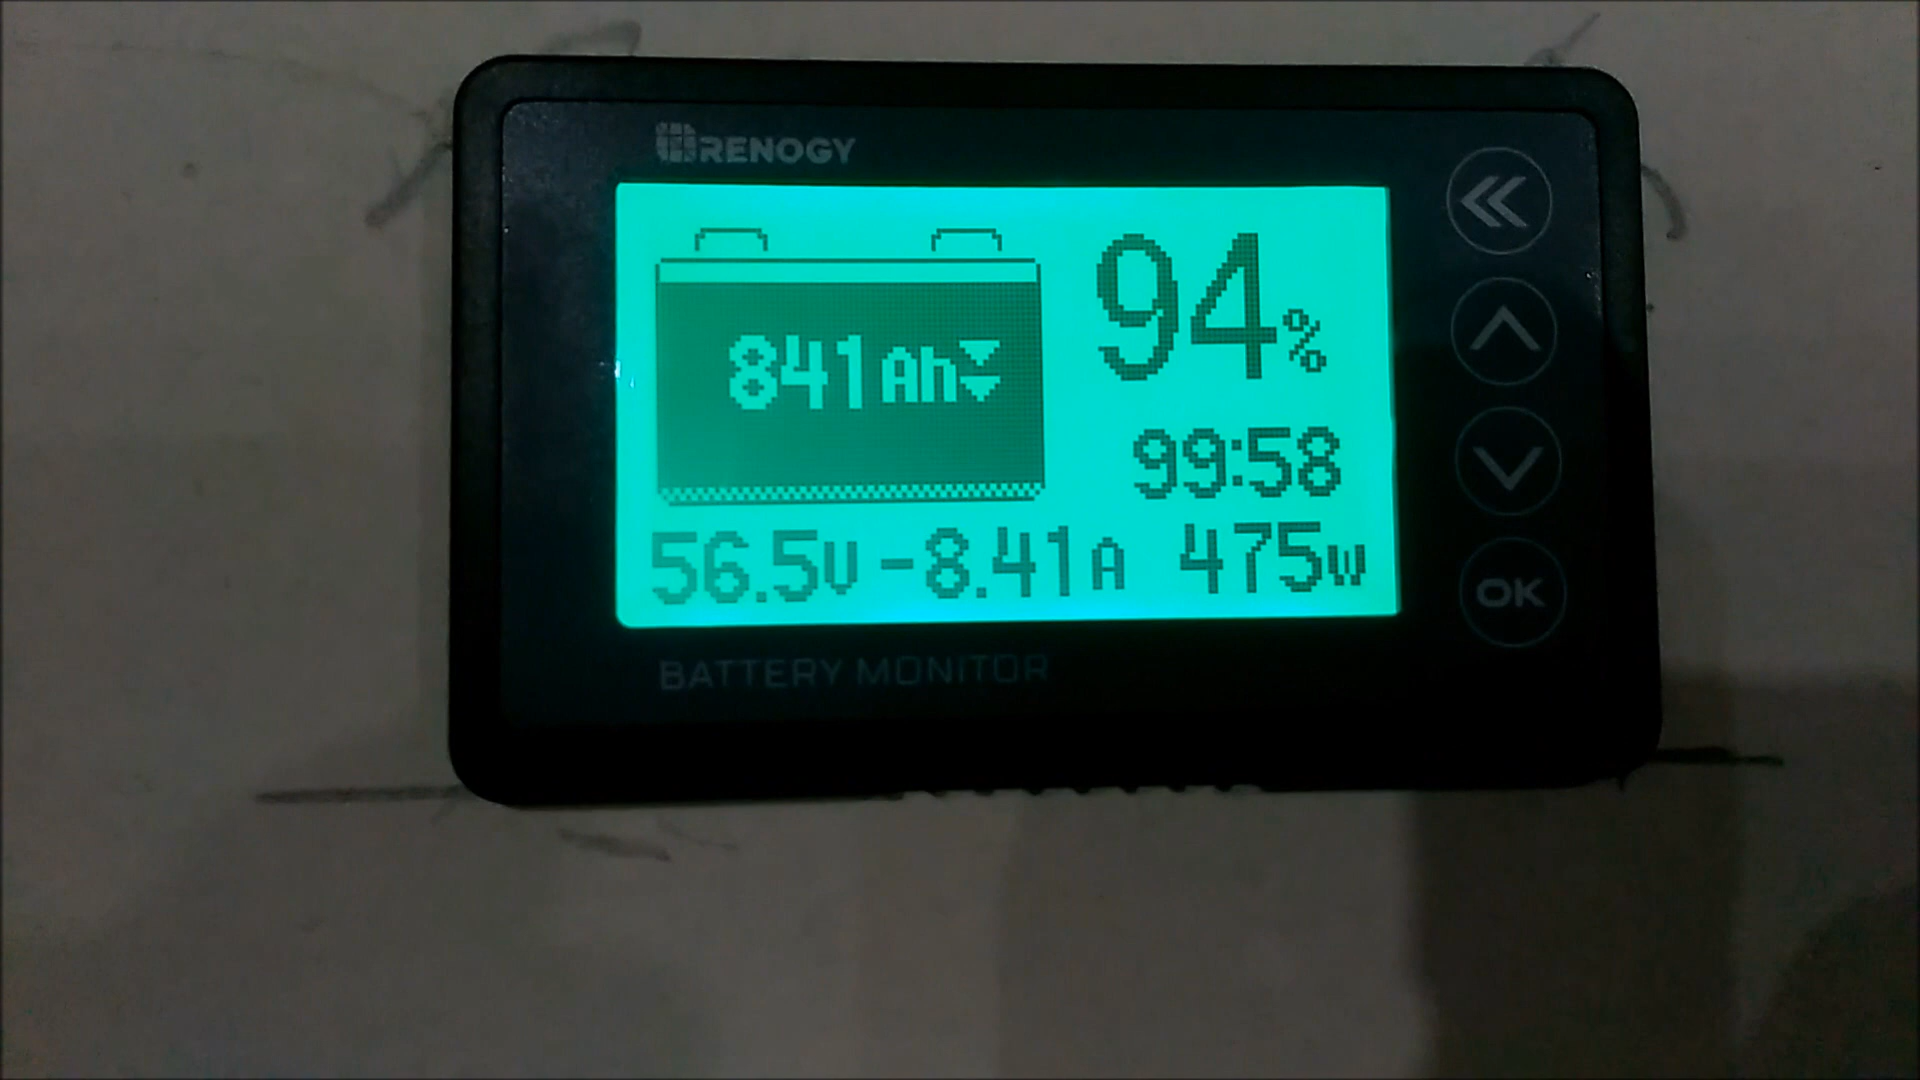 RENOGY
841Ah
94%
99:58
56.5V -8.41A 475W
OK
BATTERY MONITOR